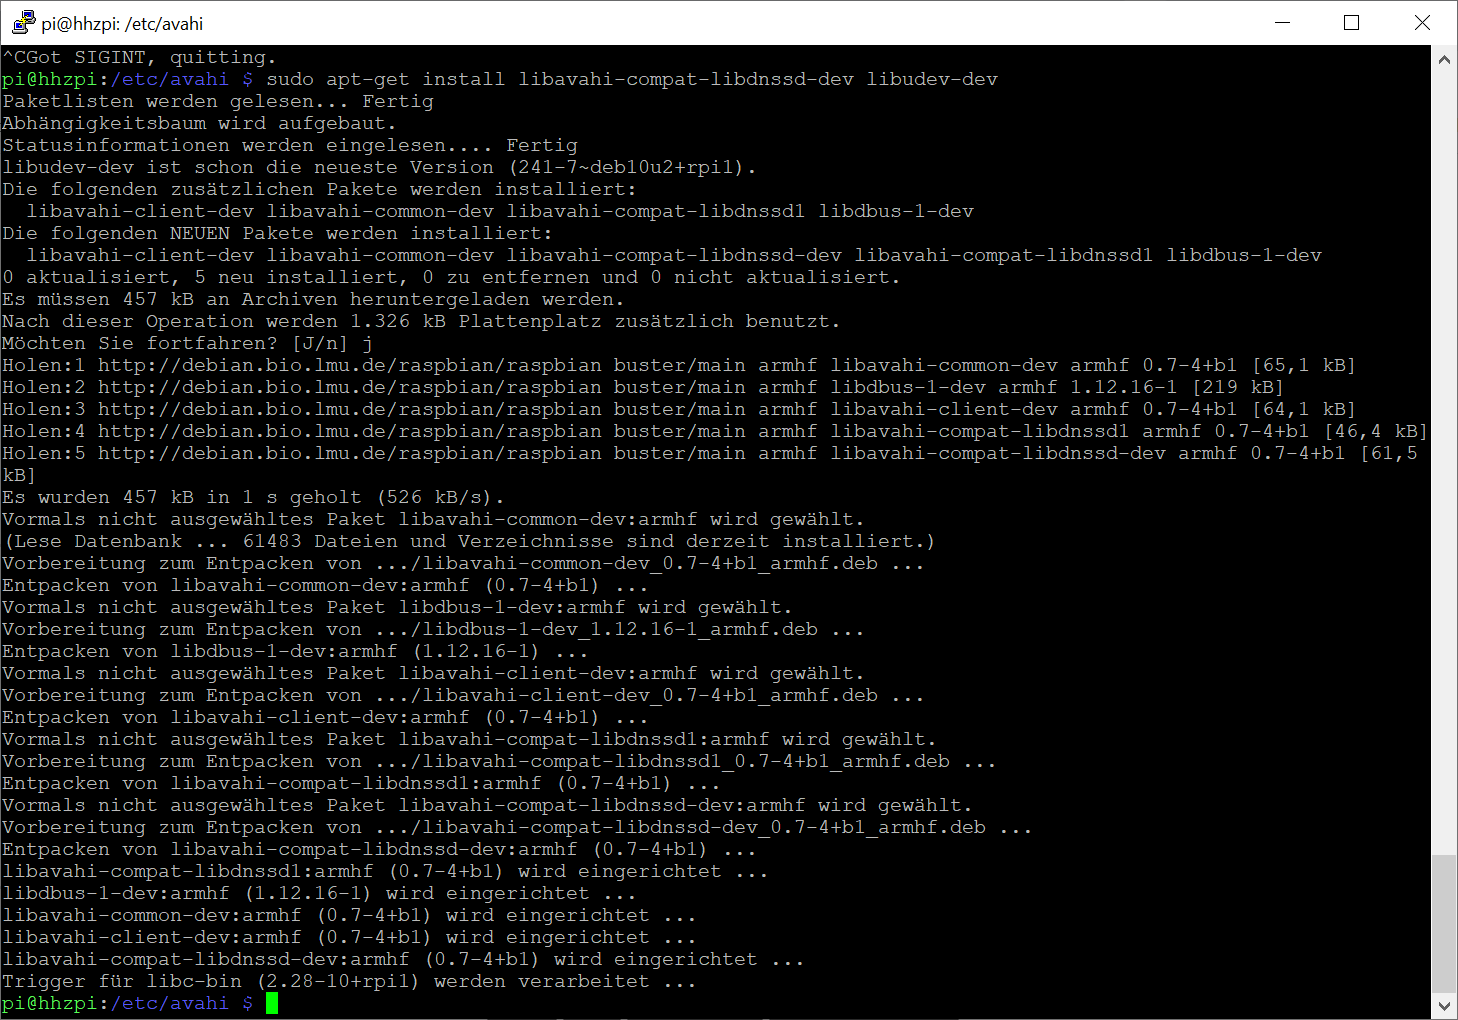 pi@hhzpi: /etc/avahi
^CGot SIGINT, quitting.
pi@hhzpi:/etc/avahi $ sudo apt-get install libavahi-compat-libdnssd-dev libudev-dev
Paketlisten werden gelesen... Fertig
Abhängigkeitsbaum wird aufgebaut.
Statusinformationen werden eingelesen.... Fertig
libudev-dev ist schon die neueste Version (241-7~deb10u2+rpi1).
Die folgenden zusätzlichen Pakete werden installiert:
  libavahi-client-dev libavahi-common-dev libavahi-compat-libdnssd1 libdbus-1-dev
Die folgenden NEUEN Pakete werden installiert:
  libavahi-client-dev libavahi-common-dev libavahi-compat-libdnssd-dev libavahi-compat-libdnssd1 libdbus-1-dev
0 aktualisiert, 5 neu installiert, 0 zu entfernen und 0 nicht aktualisiert.
Es müssen 457 kB an Archiven heruntergeladen werden.
Nach dieser Operation werden 1.326 kB Plattenplatz zusätzlich benutzt.
Möchten Sie fortfahren? [J/n] j
Holen:1 http://debian.bio.lmu.de/raspbian/raspbian buster/main armhf libavahi-common-dev armhf 0.7-4+b1 [65,1 kB]
Holen:2 http://debian.bio.lmu.de/raspbian/raspbian buster/main armhf libdbus-1-dev armhf 1.12.16-1 [219 kB]
Holen:3 http://debian.bio.lmu.de/raspbian/raspbian buster/main armhf libavahi-client-dev armhf 0.7-4+b1 [64,1 kB]
Holen:4 http://debian.bio.lmu.de/raspbian/raspbian buster/main armhf libavahi-compat-libdnssd1 armhf 0.7-4+b1 [46,4 kB]
Holen:5 http://debian.bio.lmu.de/raspbian/raspbian buster/main armhf libavahi-compat-libdnssd-dev armhf 0.7-4+b1 [61,5
kB]
Es wurden 457 kB in 1 s geholt (526 kB/s).
Vormals nicht ausgewähltes Paket libavahi-common-dev:armhf wird gewählt.
(Lese Datenbank ... 61483 Dateien und Verzeichnisse sind derzeit installiert.)
Vorbereitung zum Entpacken von .../libavahi-common-dev_0.7-4+b1_armhf.deb ...
Entpacken von libavahi-common-dev:armhf (0.7-4+b1) ...
Vormals nicht ausgewähltes Paket libdbus-1-dev:armhf wird gewählt.
Vorbereitung zum Entpacken von .../libdbus-1-dev_1.12.16-1_armhf.deb ...
Entpacken von libdbus-1-dev:armhf (1.12.16-1) ...
Vormals nicht ausgewähltes Paket libavahi-client-dev:armhf wird gewählt.
Vorbereitung zum Entpacken von .../libavahi-client-dev_0.7-4+b1_armhf.deb ...
Entpacken von libavahi-client-dev:armhf (0.7-4+b1) ...
Vormals nicht ausgewähltes Paket libavahi-compat-libdnssd1:armhf wird gewählt.
Vorbereitung zum Entpacken von .../libavahi-compat-libdnssd1_0.7-4+b1_armhf.deb ...
Entpacken von libavahi-compat-libdnssd1:armhf (0.7-4+b1) ...
Vormals nicht ausgewähltes Paket libavahi-compat-libdnssd-dev:armhf wird gewählt.
Vorbereitung zum Entpacken von .../libavahi-compat-libdnssd-dev_0.7-4+b1_armhf.deb ...
Entpacken von libavahi-compat-libdnssd-dev:armhf (0.7-4+b1) ...
libavahi-compat-libdnssd1:armhf (0.7-4+b1) wird eingerichtet ...
libdbus-1-dev:armhf (1.12.16-1) wird eingerichtet ...
libavahi-common-dev:armhf (0.7-4+b1) wird eingerichtet ...
libavahi-client-dev:armhf (0.7-4+b1) wird eingerichtet ...
libavahi-compat-libdnssd-dev:armhf (0.7-4+b1) wird eingerichtet ...
Trigger für libc-bin (2.28-10+rpi1) werden verarbeitet ...
pi@hhzpi:/etc/avahi $